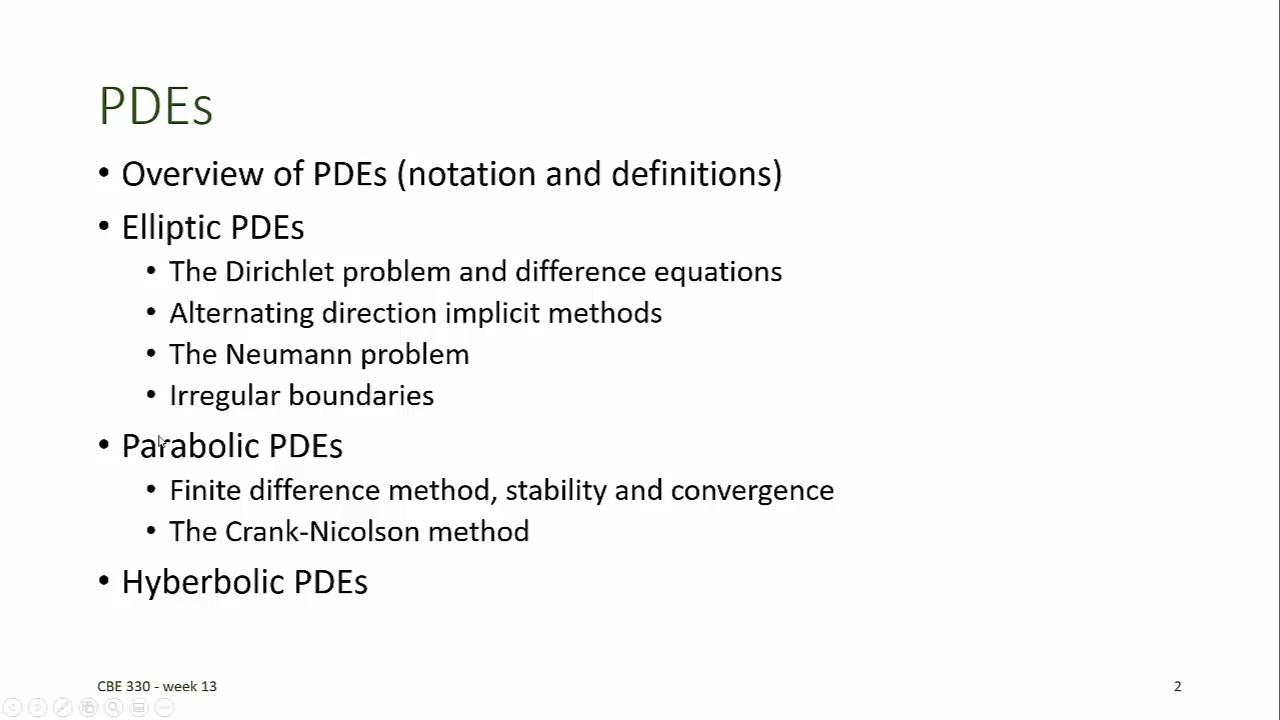 PDEs
• Overview of PDEs (notation and definitions)
• Elliptic PDEs
• The Dirichlet problem and difference equations
• Alternating direction implicit methods
• The Neumann problem
• Irregular boundaries
• Parabolic PDEs
• Finite difference method, stability and convergence
• The Crank-Nicolson method
• Hyberbolic PDEs
CBE 330 - week 13
2